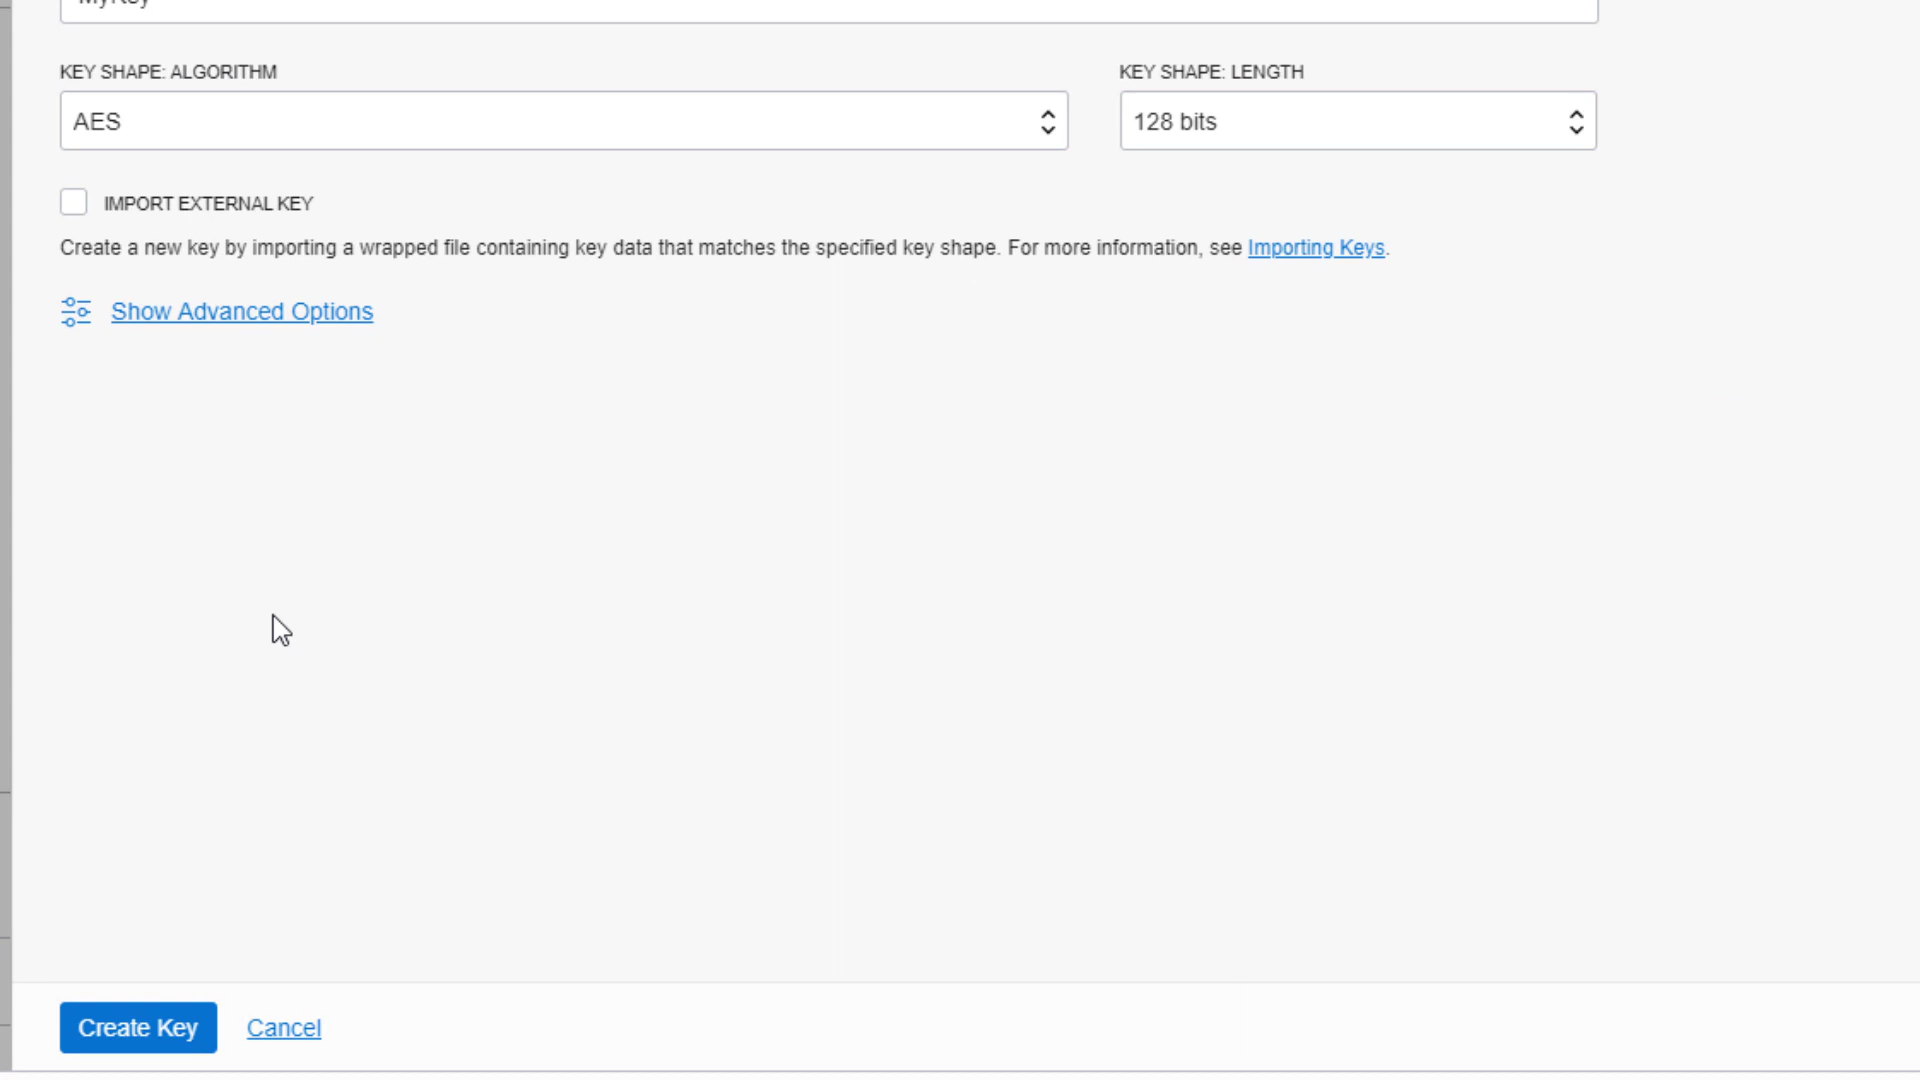 MyKey
KEY SHAPE: ALGORITHM
KEY SHAPE: LENGTH
AES
128 bits
IMPORT EXTERNAL KEY
Create a new key by importing a wrapped file containing key data that matches the specified key shape. For more information, see Importing Keys.
Show Advanced Options
Create Key
Cancel